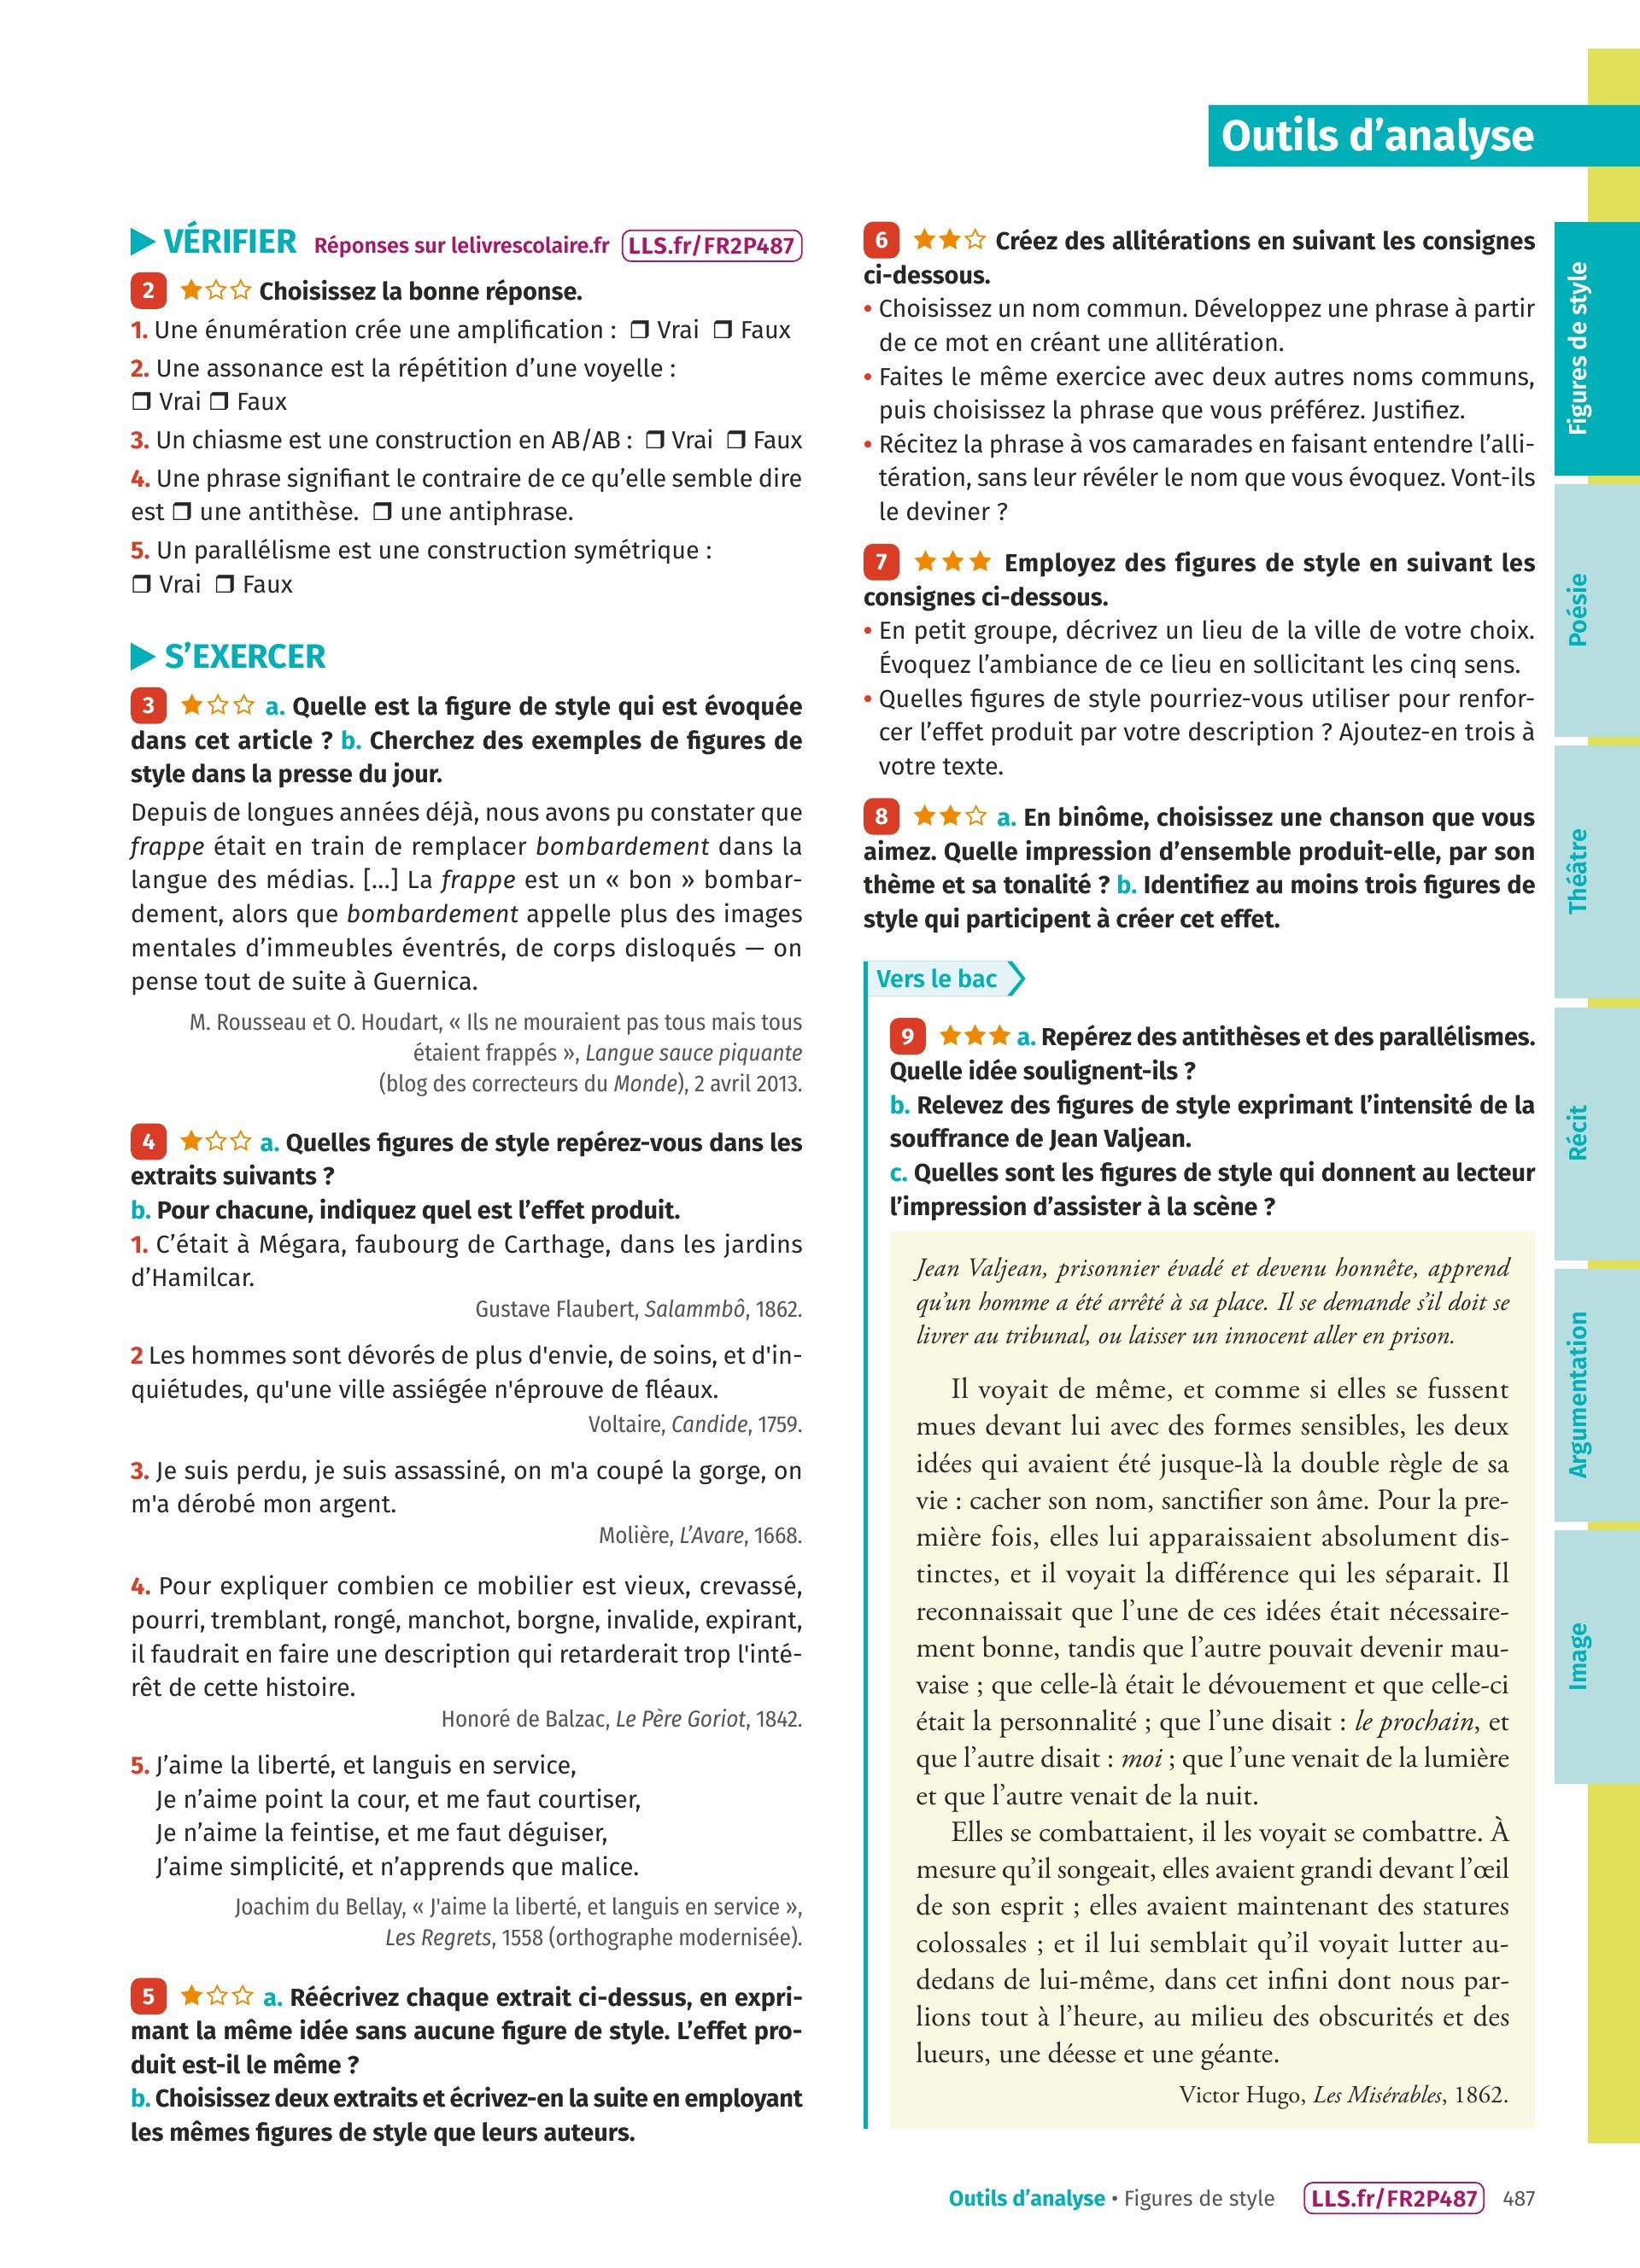 Outils d’analyse
▶ VÉRIFIER Réponses sur lelivrescolaire.fr LLS.fr/FR2P487
2 ★☆☆ Choisissez la bonne réponse.
1. Une énumération crée une amplification : ❒ Vrai ❒ Faux
2. Une assonance est la répétition d’une voyelle :
❒ Vrai ❒ Faux
3. Un chiasme est une construction en AB/AB : ❒ Vrai ❒ Faux
4. Une phrase signifiant le contraire de ce qu’elle semble dire
est ❒ une antithèse. ❒ une antiphrase.
5. Un parallélisme est une construction symétrique :
❒ Vrai ❒ Faux
▶ S’EXERCER
3 ★☆☆ a. Quelle est la figure de style qui est évoquée
dans cet article ? b. Cherchez des exemples de figures de
style dans la presse du jour.
Depuis de longues années déjà, nous avons pu constater que
frappe était en train de remplacer bombardement dans la
langue des médias. [...] La frappe est un « bon » bombar-
dement, alors que bombardement appelle plus des images
mentales d’immeubles éventrés, de corps disloqués — on
pense tout de suite à Guernica.
M. Rousseau et O. Houdart, « Ils ne mouraient pas tous mais tous
étaient frappés », Langue sauce piquante
(blog des correcteurs du Monde), 2 avril 2013.
4 ★☆☆ a. Quelles figures de style repérez-vous dans les
extraits suivants ?
b. Pour chacune, indiquez quel est l’effet produit.
1. C’était à Mégara, faubourg de Carthage, dans les jardins
d’Hamilcar.
Gustave Flaubert, Salammbô, 1862.
2 Les hommes sont dévorés de plus d'envie, de soins, et d'in-
quiétudes, qu'une ville assiégée n'éprouve de fléaux.
Voltaire, Candide, 1759.
3. Je suis perdu, je suis assassiné, on m'a coupé la gorge, on
m'a dérobé mon argent.
Molière, L’Avare, 1668.
4. Pour expliquer combien ce mobilier est vieux, crevassé,
pourri, tremblant, rongé, manchot, borgne, invalide, expirant,
il faudrait en faire une description qui retarderait trop l'inté-
rêt de cette histoire.
Honoré de Balzac, Le Père Goriot, 1842.
5. J’aime la liberté, et languis en service,
Je n’aime point la cour, et me faut courtiser,
Je n’aime la feintise, et me faut déguiser,
J’aime simplicité, et n’apprends que malice.
Joachim du Bellay, « J'aime la liberté, et languis en service »,
Les Regrets, 1558 (orthographe modernisée).
5 ★☆☆ a. Réécrivez chaque extrait ci-dessus, en expri-
mant la même idée sans aucune figure de style. L’effet pro-
duit est-il le même ?
b. Choisissez deux extraits et écrivez-en la suite en employant
les mêmes figures de style que leurs auteurs.
6 ★★☆ Créez des allitérations en suivant les consignes
ci-dessous.
• Choisissez un nom commun. Développez une phrase à partir
de ce mot en créant une allitération.
• Faites le même exercice avec deux autres noms communs,
puis choisissez la phrase que vous préférez. Justifiez.
• Récitez la phrase à vos camarades en faisant entendre l’alli-
tération, sans leur révéler le nom que vous évoquez. Vont-ils
le deviner ?
7 ★★★ Employez des figures de style en suivant les
consignes ci-dessous.
• En petit groupe, décrivez un lieu de la ville de votre choix.
Évoquez l’ambiance de ce lieu en sollicitant les cinq sens.
• Quelles figures de style pourriez-vous utiliser pour renfor-
cer l’effet produit par votre description ? Ajoutez-en trois à
votre texte.
8 ★★☆ a. En binôme, choisissez une chanson que vous
aimez. Quelle impression d’ensemble produit-elle, par son
thème et sa tonalité ? b. Identifiez au moins trois figures de
style qui participent à créer cet effet.
Vers le bac
9 ★★★ a. Repérez des antithèses et des parallélismes.
Quelle idée soulignent-ils ?
b. Relevez des figures de style exprimant l’intensité de la
souffrance de Jean Valjean.
c. Quelles sont les figures de style qui donnent au lecteur
l’impression d’assister à la scène ?
Jean Valjean, prisonnier évadé et devenu honnête, apprend
qu’un homme a été arrêté à sa place. Il se demande s’il doit se
livrer au tribunal, ou laisser un innocent aller en prison.
Il voyait de même, et comme si elles se fussent
mues devant lui avec des formes sensibles, les deux
idées qui avaient été jusque-là la double règle de sa
vie : cacher son nom, sanctifier son âme. Pour la pre-
mière fois, elles lui apparaissaient absolument dis-
tinctes, et il voyait la différence qui les séparait. Il
reconnaissait que l’une de ces idées était nécessaire-
ment bonne, tandis que l’autre pouvait devenir mau-
vaise ; que celle-là était le dévouement et que celle-ci
était la personnalité ; que l’une disait : le prochain, et
que l’autre disait : moi ; que l’une venait de la lumière
et que l’autre venait de la nuit.
Elles se combattaient, il les voyait se combattre. À
mesure qu’il songeait, elles avaient grandi devant l’œil
de son esprit ; elles avaient maintenant des statures
colossales ; et il lui semblait qu’il voyait lutter au-
dedans de lui-même, dans cet infini dont nous par-
lions tout à l’heure, au milieu des obscurités et des
lueurs, une déesse et une géante.
Victor Hugo, Les Misérables, 1862.
Figures de style
Poésie
Théâtre
Récit
Argumentation
Image
Outils d’analyse • Figures de style LLS.fr/FR2P487 487